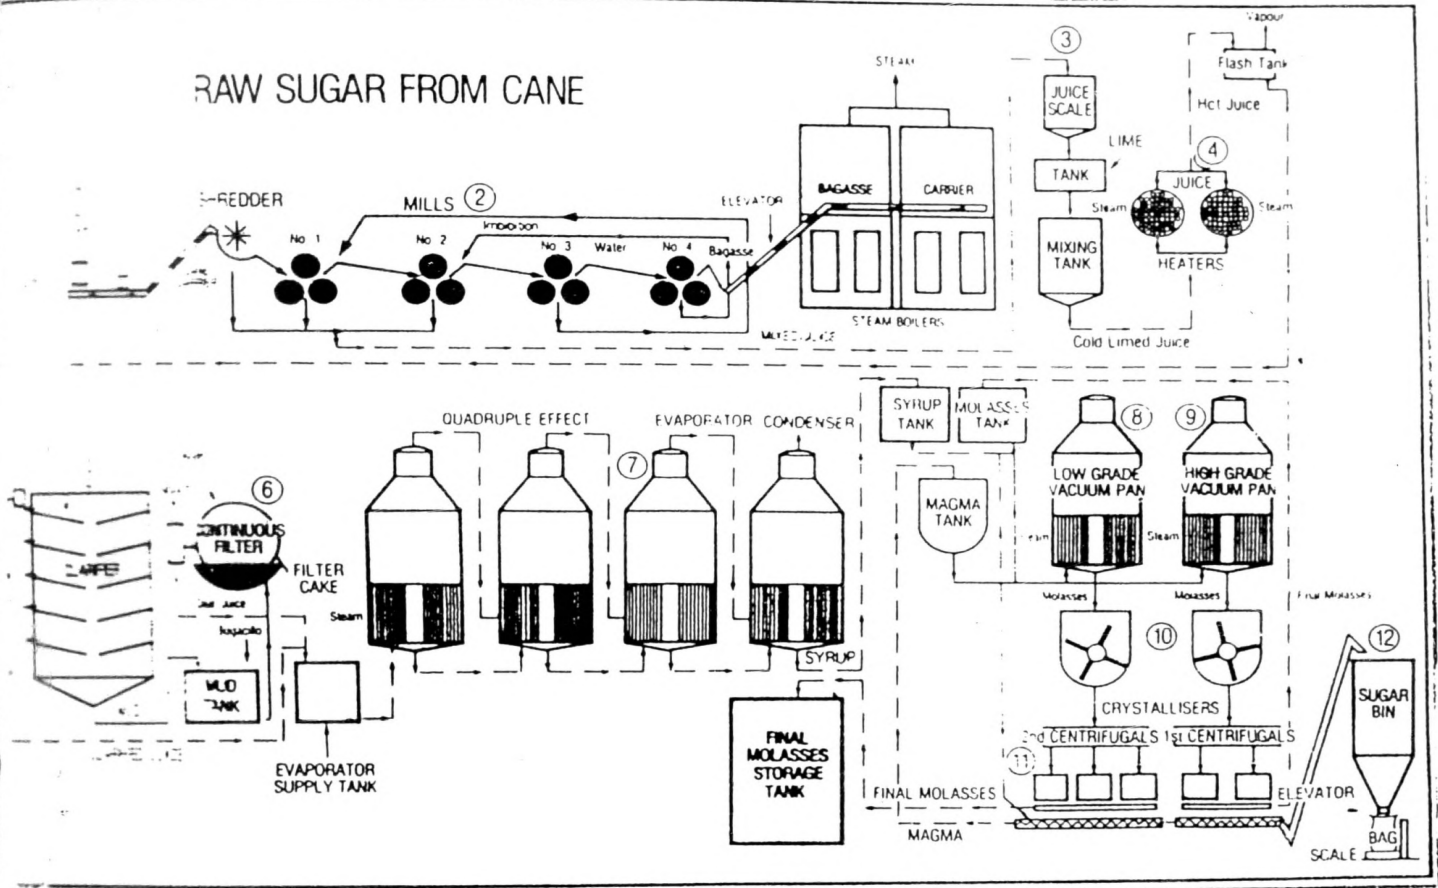 RAW SUGAR FROM CANE
SHREDDER
MILLS 2
No 1
No 2
No 3
No 4
Imbibition
Water
Bagasse
ELEVATOR
STEAM
BAGASSE CARRIER
STEAM BOILERS
MIXED JUICE
3
JUICE
SCALE
LIME
TANK
MIXING
TANK
Cold Limed Juice
4
JUICE
Steam
Steam
HEATERS
Hot Juice
Vapour
Flash Tank
6
CONTINUOUS
FILTER
FILTER
CAKE
MUD
TANK
EVAPORATOR
SUPPLY TANK
QUADRUPLE EFFECT
EVAPORATOR CONDENSER
7
Steam
SYRUP
SYRUP
TANK
MOLASSES
TANK
MAGMA
TANK
8
LOW GRADE
VACUUM PAN
9
HIGH GRADE
VACUUM PAN
Steam
Steam
Molasses
Molasses
Final Molasses
10
CRYSTALLISERS
2nd CENTRIFUGALS
1st CENTRIFUGALS
11
FINAL MOLASSES
MAGMA
FINAL
MOLASSES
STORAGE
TANK
ELEVATOR
12
SUGAR
BIN
BAG
SCALE